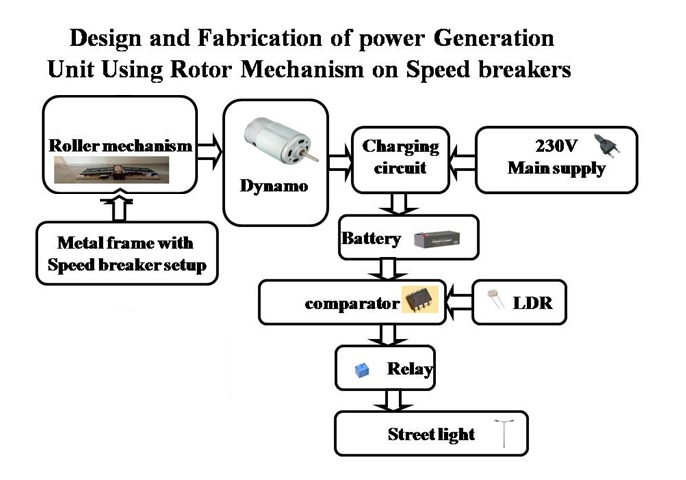 Design and Fabrication of power Generation
Unit Using Rotor Mechanism on Speed breakers
Roller mechanism
Dynamo
Charging
circuit
230V
Main supply
Metal frame with
Speed breaker setup
Battery
comparator
LDR
Relay
Street light